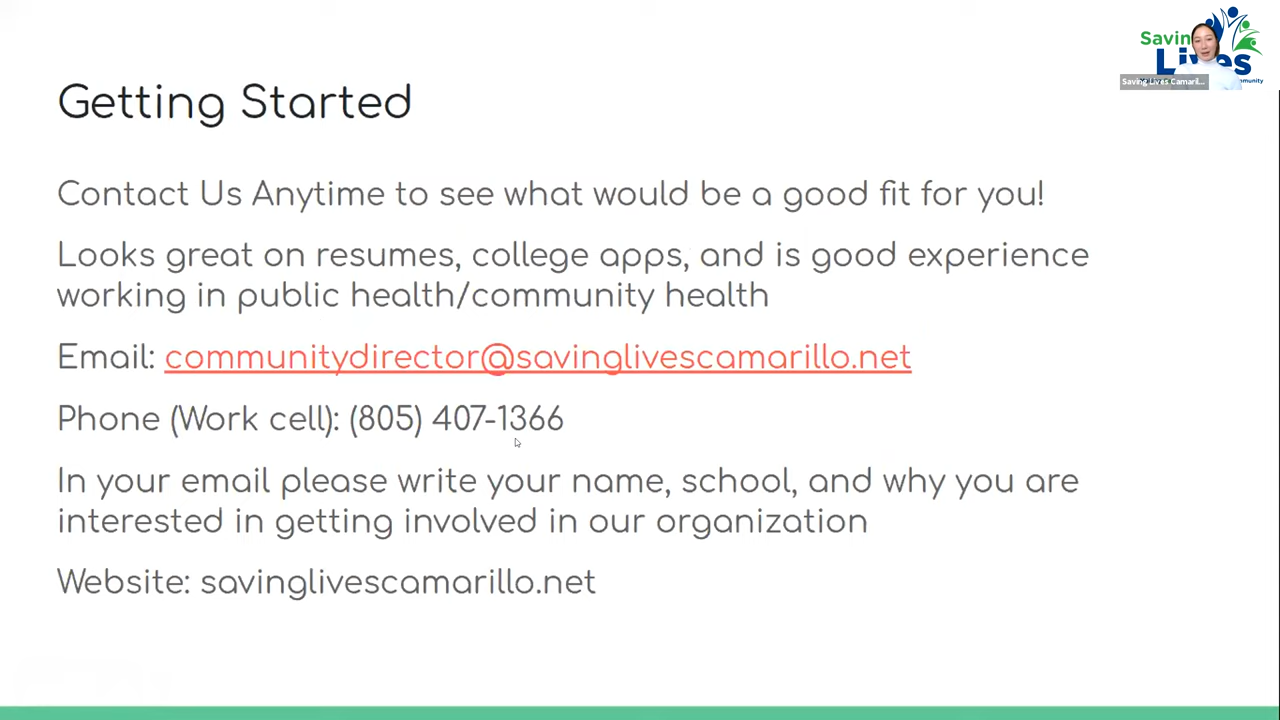 Getting Started
Contact Us Anytime to see what would be a good fit for you!
Looks great on resumes, college apps, and is good experience
working in public health/community health
Email: communitydirector@savinglivescamarillo.net
Phone (Work cell): (805) 407-1366
In your email please write your name, school, and why you are
interested in getting involved in our organization
Website: savinglivescamarillo.net
Saving Lives Camaril...